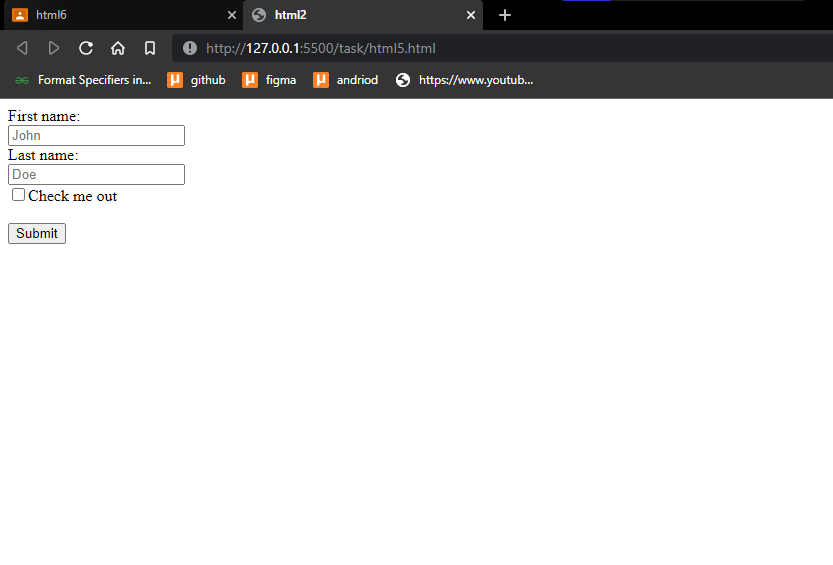 html6
html2
http://127.0.0.1:5500/task/html5.html
Format Specifiers in... github figma andriod https://www.youtub...
First name:
John
Last name:
Doe
Check me out
Submit